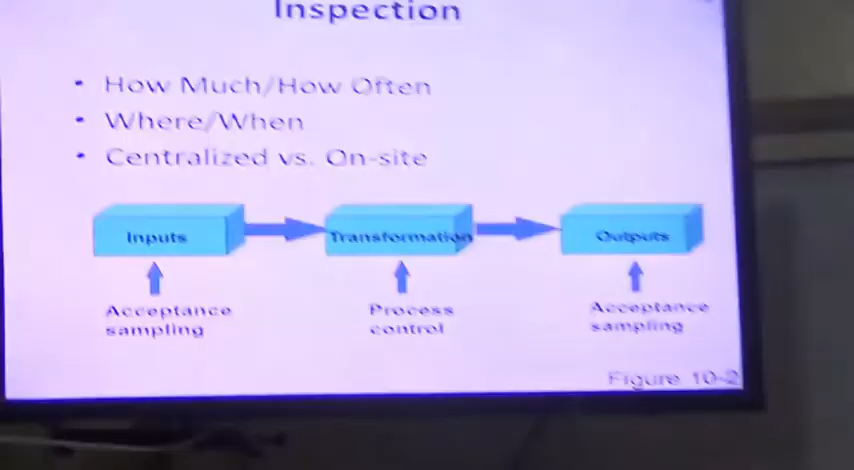 Inspection
• How Much/How Often
• Where/When
• Centralized vs. On-site
Inputs
Transformation
Outputs
Acceptance
sampling
Process
control
Acceptance
sampling
Figure 10-2